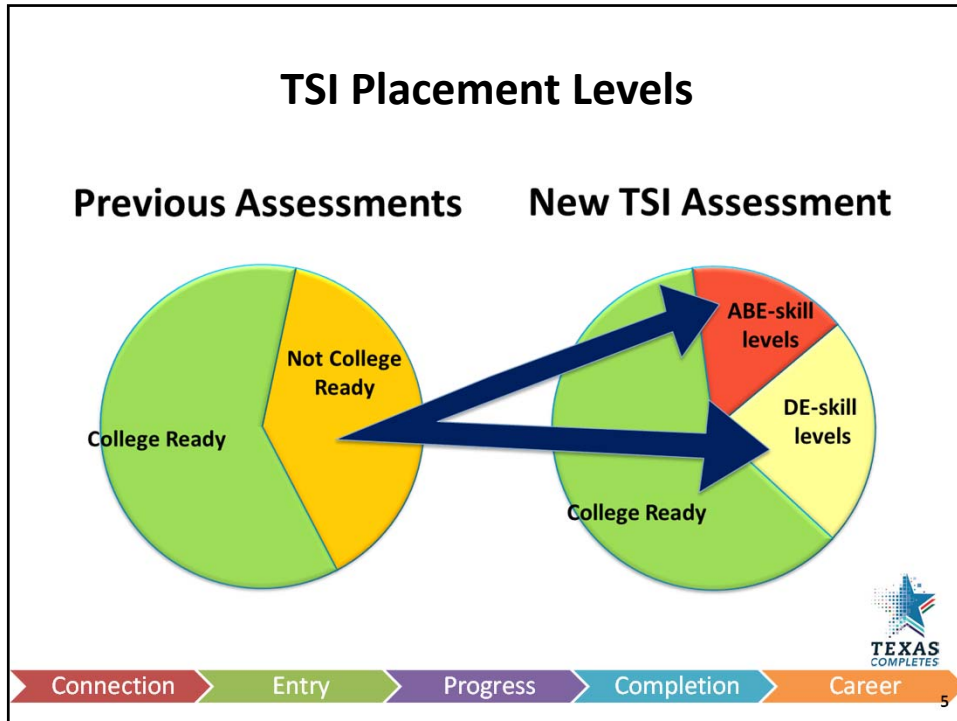 TSI Placement Levels
Previous Assessments
New TSI Assessment
College Ready
Not College
Ready
ABE-skill
levels
DE-skill
levels
College Ready
TEXAS
COMPLETES
Connection
Entry
Progress
Completion
Career
5